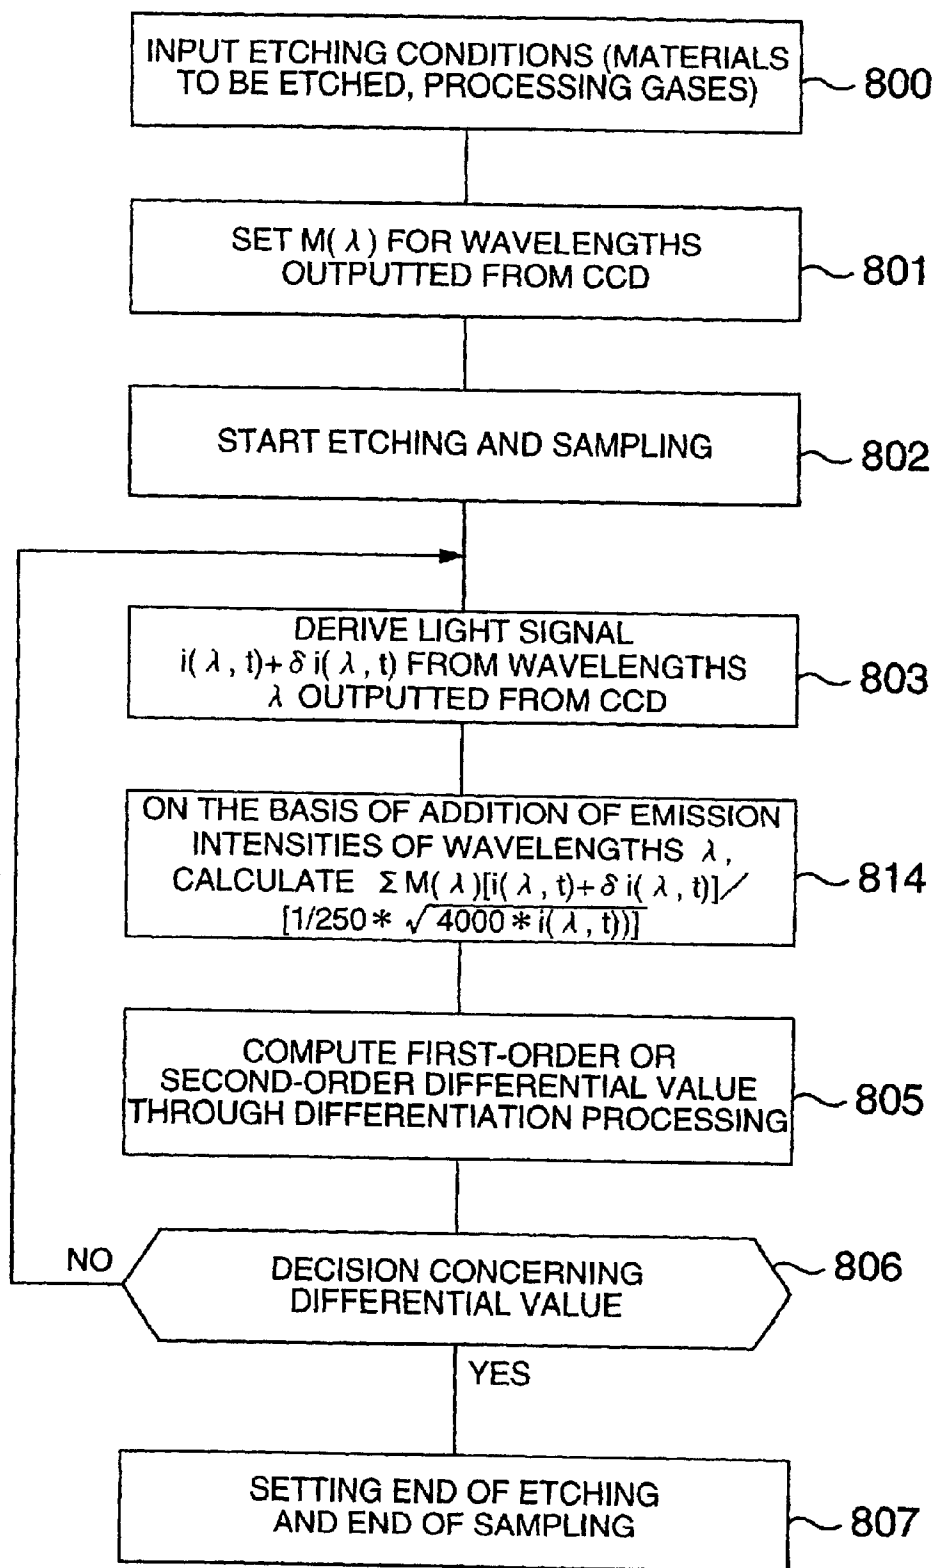 INPUT ETCHING CONDITIONS (MATERIALS
TO BE ETCHED, PROCESSING GASES)
800
SET M( λ ) FOR WAVELENGTHS
OUTPUTTED FROM CCD
801
START ETCHING AND SAMPLING
802
DERIVE LIGHT SIGNAL
i( λ , t)+ δ i( λ , t) FROM WAVELENGTHS
λ OUTPUTTED FROM CCD
803
ON THE BASIS OF ADDITION OF EMISSION
INTENSITIES OF WAVELENGTHS λ ,
CALCULATE Σ M( λ )[i( λ , t)+ δ i( λ , t)]/
[1/250 * √ 4000 * i( λ , t))]
814
COMPUTE FIRST-ORDER OR
SECOND-ORDER DIFFERENTIAL VALUE
THROUGH DIFFERENTIATION PROCESSING
805
NO
DECISION CONCERNING
DIFFERENTIAL VALUE
806
YES
SETTING END OF ETCHING
AND END OF SAMPLING
807